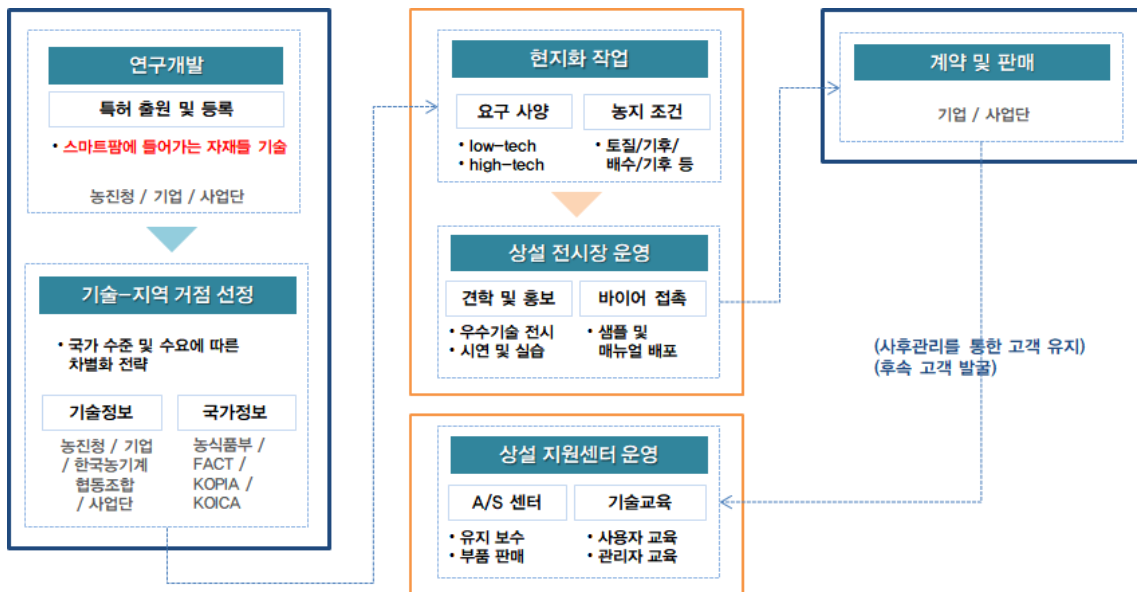 연구개발
특허 출원 및 등록
• 스마트팜에 들어가는 자재들 기술
농진청 / 기업 / 사업단
기술-지역 거점 선정
• 국가 수준 및 수요에 따른
차별화 전략
기술정보
농진청 / 기업
/ 한국농기계
협동조합
/ 사업단
국가정보
농식품부 /
FACT /
KOPIA /
KOICA
현지화 작업
요구 사양
• low-tech
• high-tech
농지 조건
• 토질/기후/
배수/기후 등
상설 전시장 운영
견학 및 홍보
• 우수기술 전시
• 시연 및 실습
바이어 접촉
• 샘플 및
매뉴얼 배포
상설 지원센터 운영
A/S 센터
• 유지 보수
• 부품 판매
기술교육
• 사용자 교육
• 관리자 교육
계약 및 판매
기업 / 사업단
(사후관리를 통한 고객 유지)
(후속 고객 발굴)